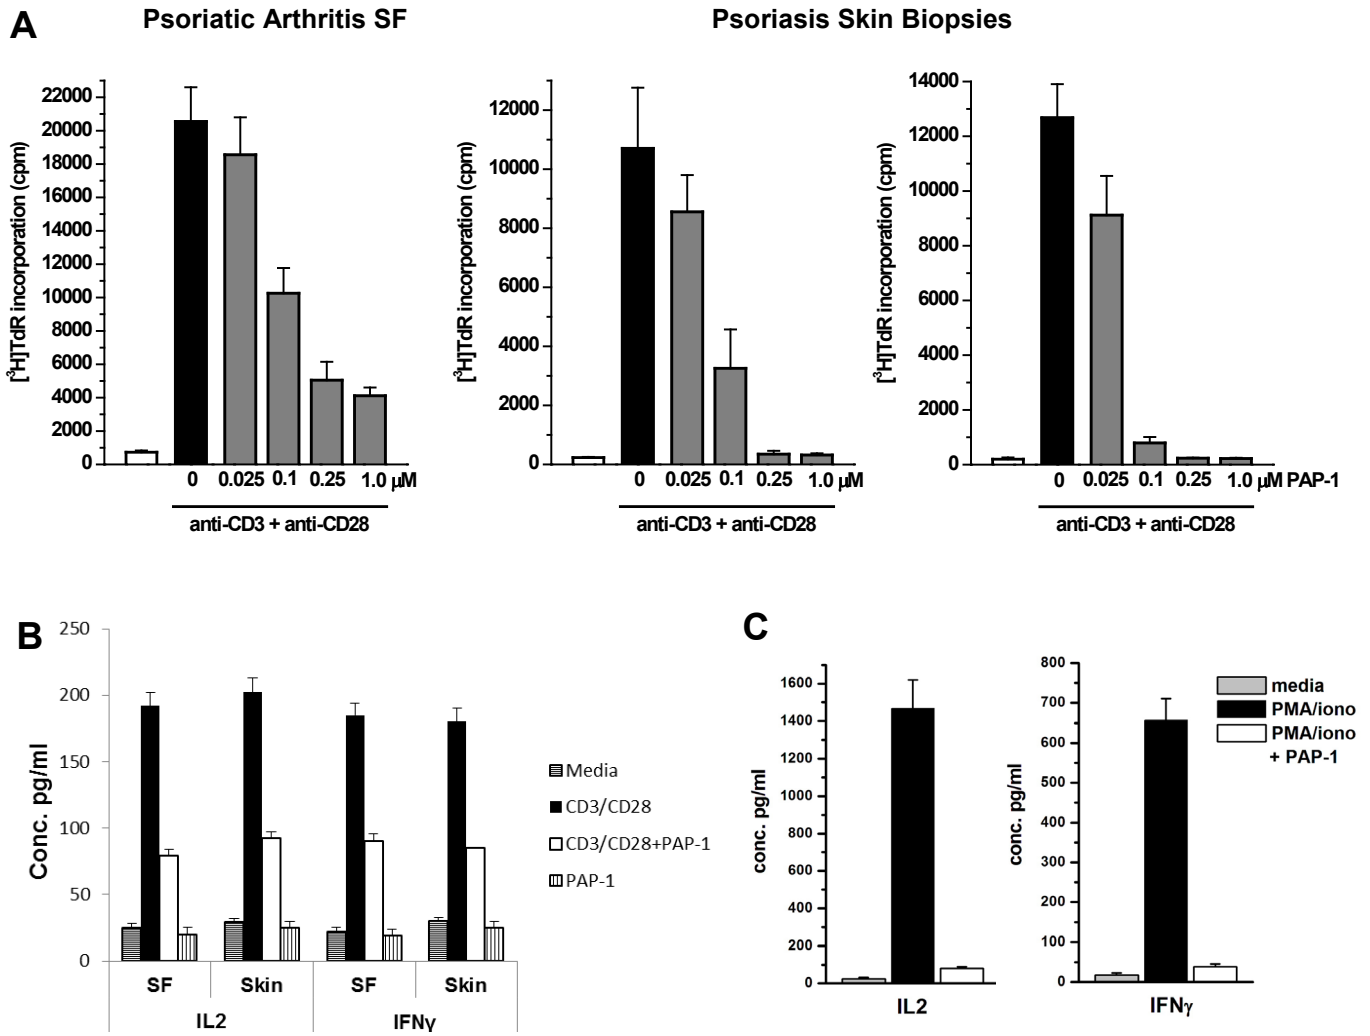 A
Psoriatic Arthritis SF
Psoriasis Skin Biopsies
[³H]TdR incorporation (cpm)
22000
20000
18000
16000
14000
12000
10000
8000
6000
4000
2000
0
0 0.025 0.1 0.25 1.0 µM
anti-CD3 + anti-CD28
[³H]TdR incorporation (cpm)
12000
10000
8000
6000
4000
2000
0
0 0.025 0.1 0.25 1.0 µM
anti-CD3 + anti-CD28
[³H]TdR incorporation (cpm)
14000
12000
10000
8000
6000
4000
2000
0
0 0.025 0.1 0.25 1.0 µM PAP-1
anti-CD3 + anti-CD28
B
Conc. pg/ml
250
200
150
100
50
0
SF Skin SF Skin
IL2 IFNγ
Media
CD3/CD28
CD3/CD28+PAP-1
PAP-1
C
conc. pg/ml
1600
1400
1200
1000
800
600
400
200
0
IL2
conc. pg/ml
800
700
600
500
400
300
200
100
0
IFNγ
media
PMA/iono
PMA/iono
+ PAP-1